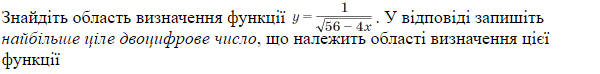 Знайдіть область визначення функції y = 1/√(56 − 4x) . У відповіді запишіть
найбільше ціле двоцифрове число, що належить області визначення цієї
функції